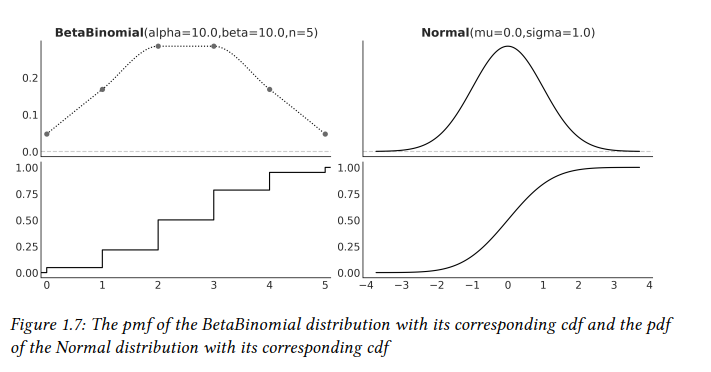 BetaBinomial(alpha=10.0,beta=10.0,n=5)
Normal(mu=0.0,sigma=1.0)
0.2
0.1
0.0
1.00
0.75
0.50
0.25
0.00
0 1 2 3 4 5
1.00
0.75
0.50
0.25
0.00
−4 −3 −2 −1 0 1 2 3 4
Figure 1.7: The pmf of the BetaBinomial distribution with its corresponding cdf and the pdf
of the Normal distribution with its corresponding cdf